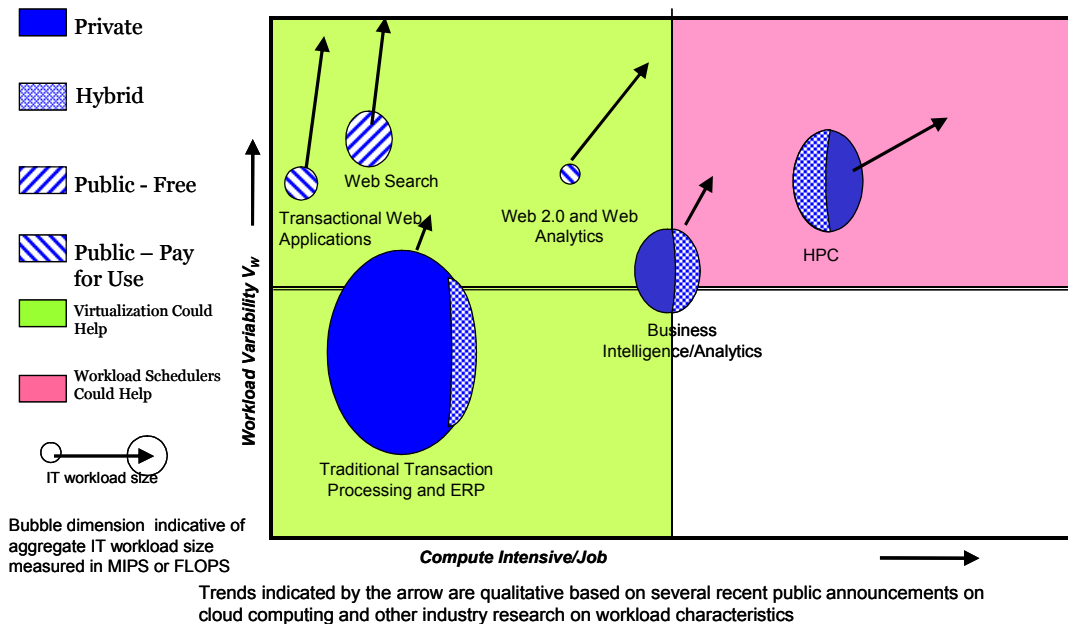 Private
Hybrid
Public - Free
Public – Pay
for Use
Virtualization Could
Help
Workload Schedulers
Could Help
IT workload size
Bubble dimension indicative of
aggregate IT workload size
measured in MIPS or FLOPS
Workload Variability Vw
Web Search
Transactional Web
Applications
Web 2.0 and Web
Analytics
HPC
Business
Intelligence/Analytics
Traditional Transaction
Processing and ERP
Compute Intensive/Job
Trends indicated by the arrow are qualitative based on several recent public announcements on
cloud computing and other industry research on workload characteristics